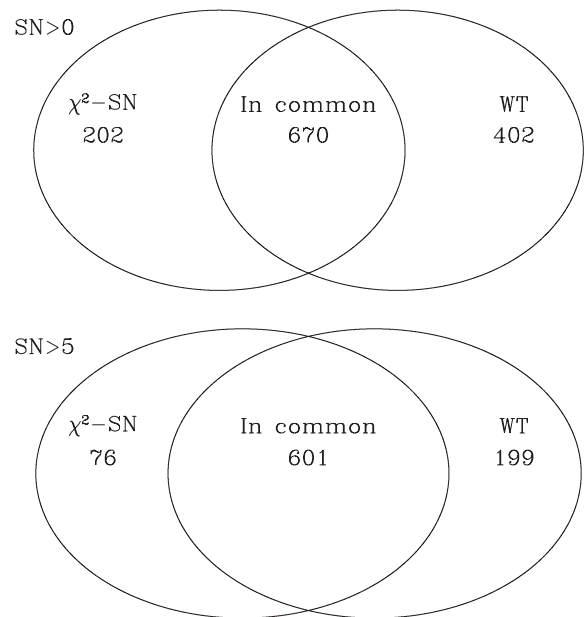 SN>0
χ²-SN In common WT
202 670 402
SN>5
χ²-SN In common WT
76 601 199